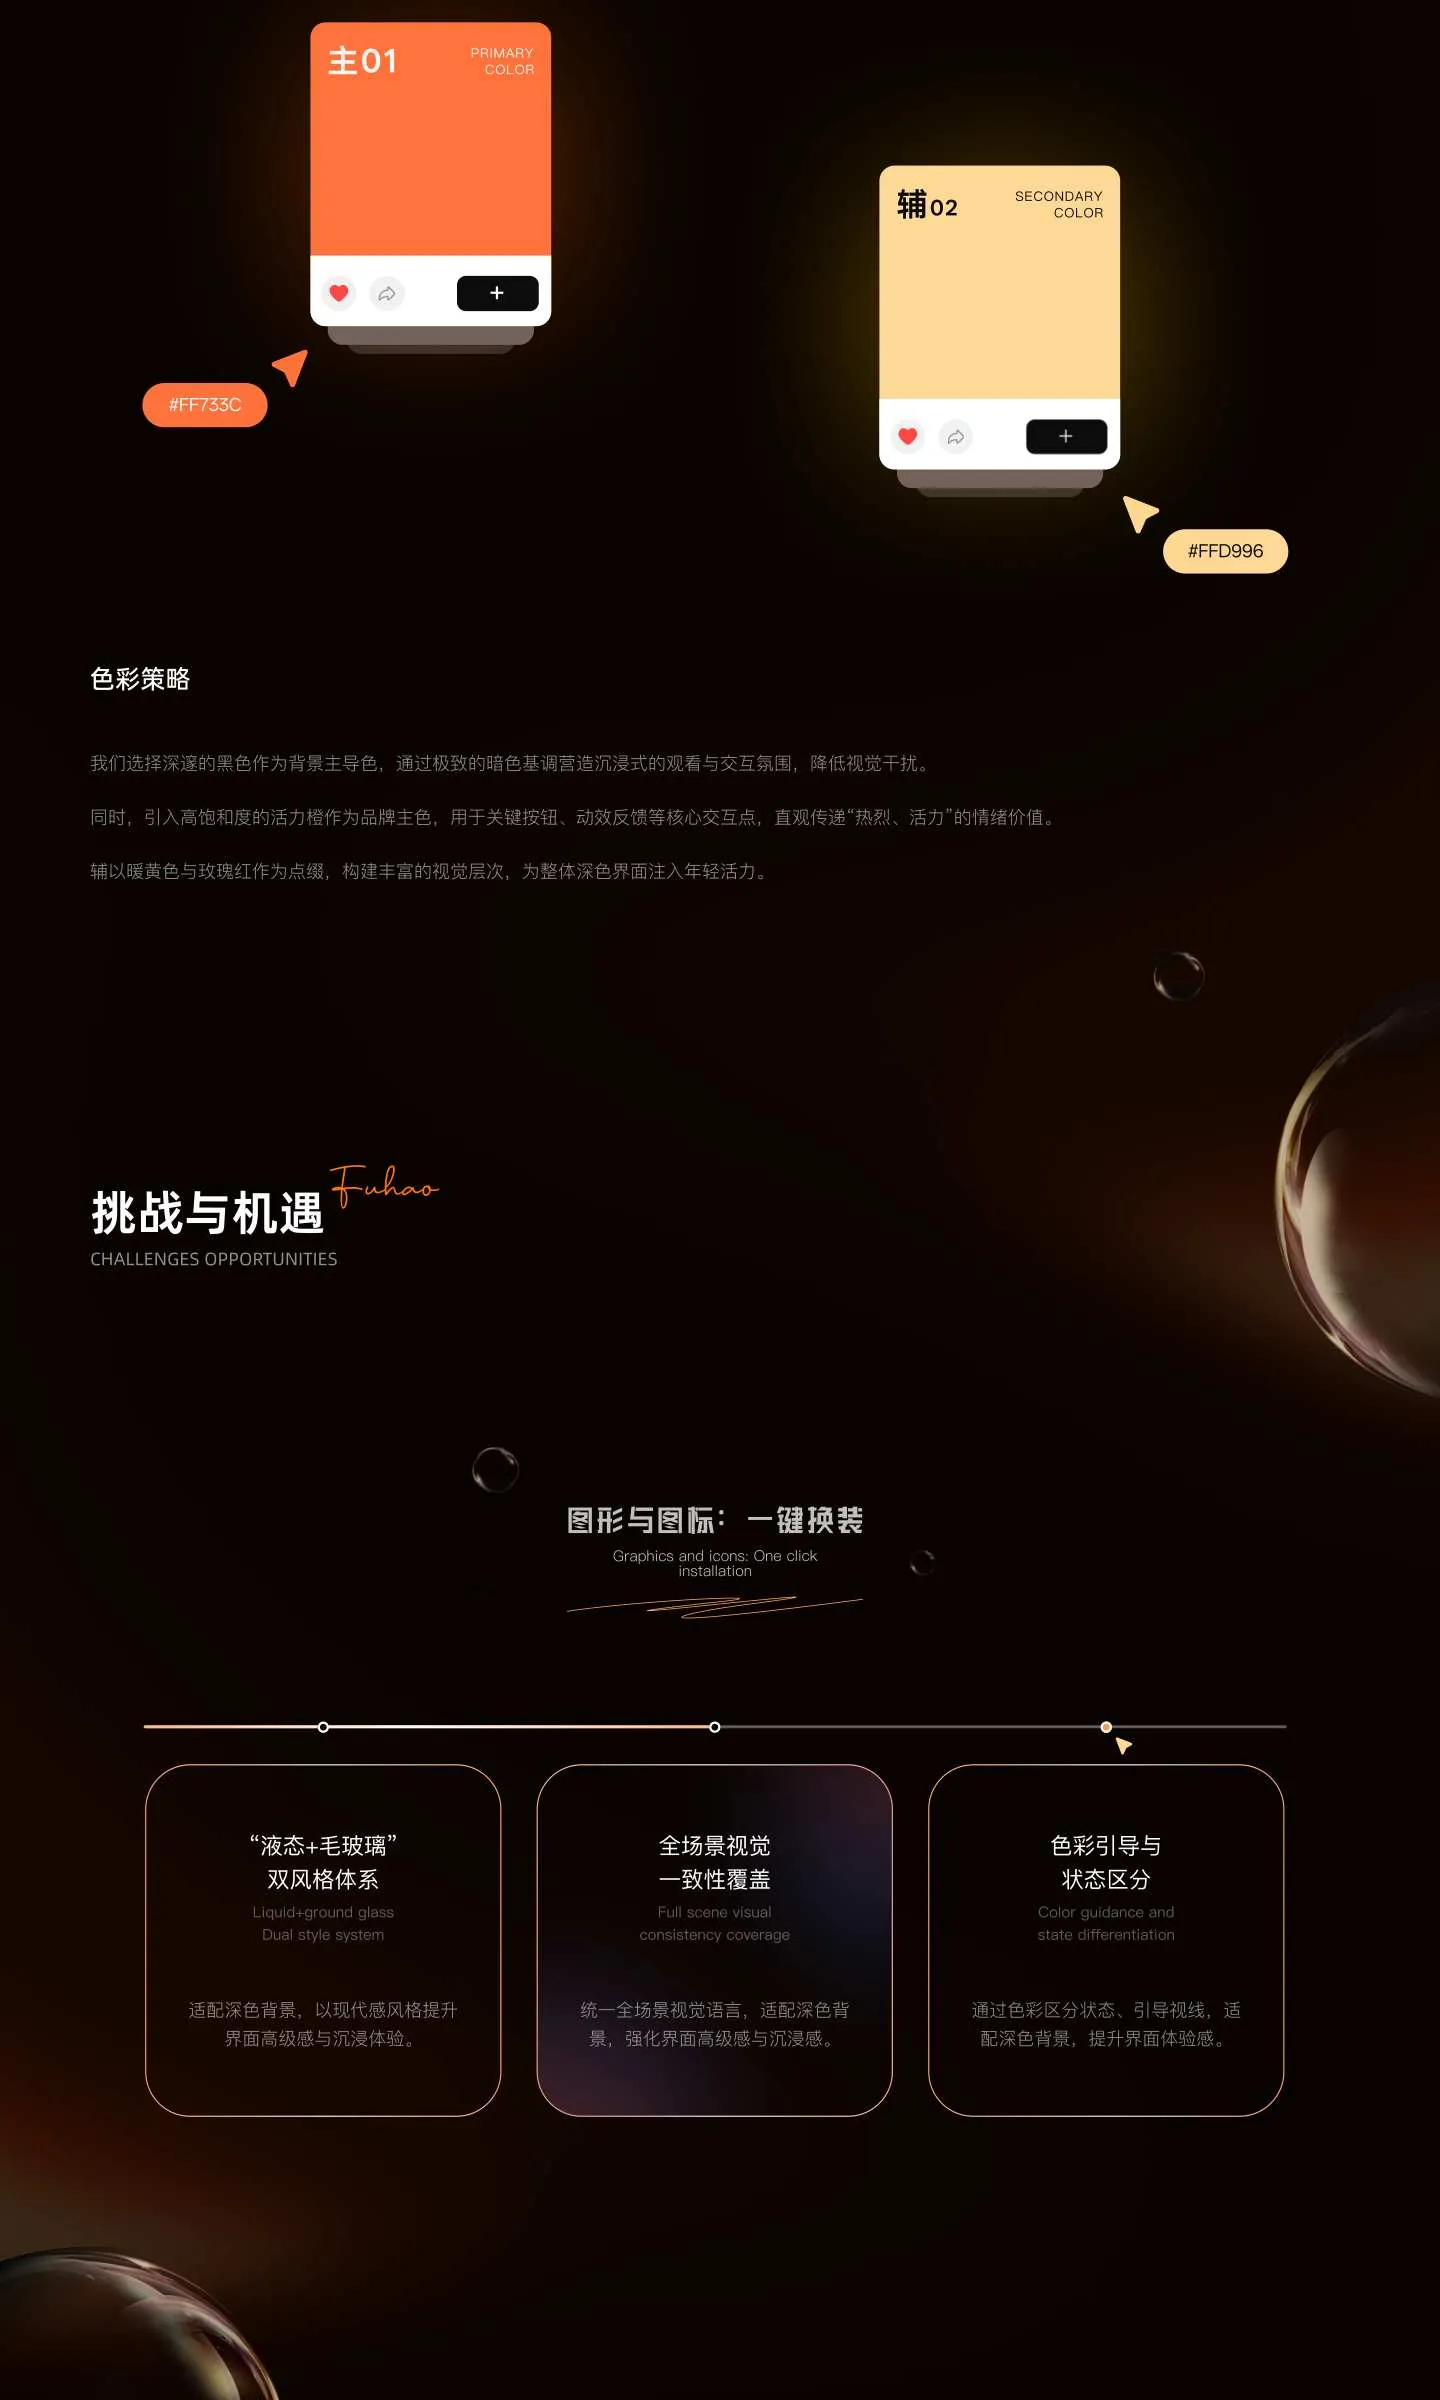 主01
PRIMARY
COLOR
#FF733C
辅02
SECONDARY
COLOR
#FFD996
色彩策略
我们选择深邃的黑色作为背景主导色，通过极致的暗色基调营造沉浸式的观看与交互氛围，降低视觉干扰。
同时，引入高饱和度的活力橙作为品牌主色，用于关键按钮、动效反馈等核心交互点，直观传递“热烈、活力”的情绪价值。
辅以暖黄色与玫瑰红作为点缀，构建丰富的视觉层次，为整体深色界面注入年轻活力。
挑战与机遇
Fuhao
CHALLENGES OPPORTUNITIES
图形与图标：一键换装
Graphics and icons: One click
installation
“液态+毛玻璃”
双风格体系
Liquid+ground glass
Dual style system
适配深色背景，以现代感风格提升
界面高级感与沉浸体验。
全场景视觉
一致性覆盖
Full scene visual
consistency coverage
统一全场景视觉语言，适配深色背
景，强化界面高级感与沉浸感。
色彩引导与
状态区分
Color guidance and
state differentiation
通过色彩区分状态、引导视线，适
配深色背景，提升界面体验感。